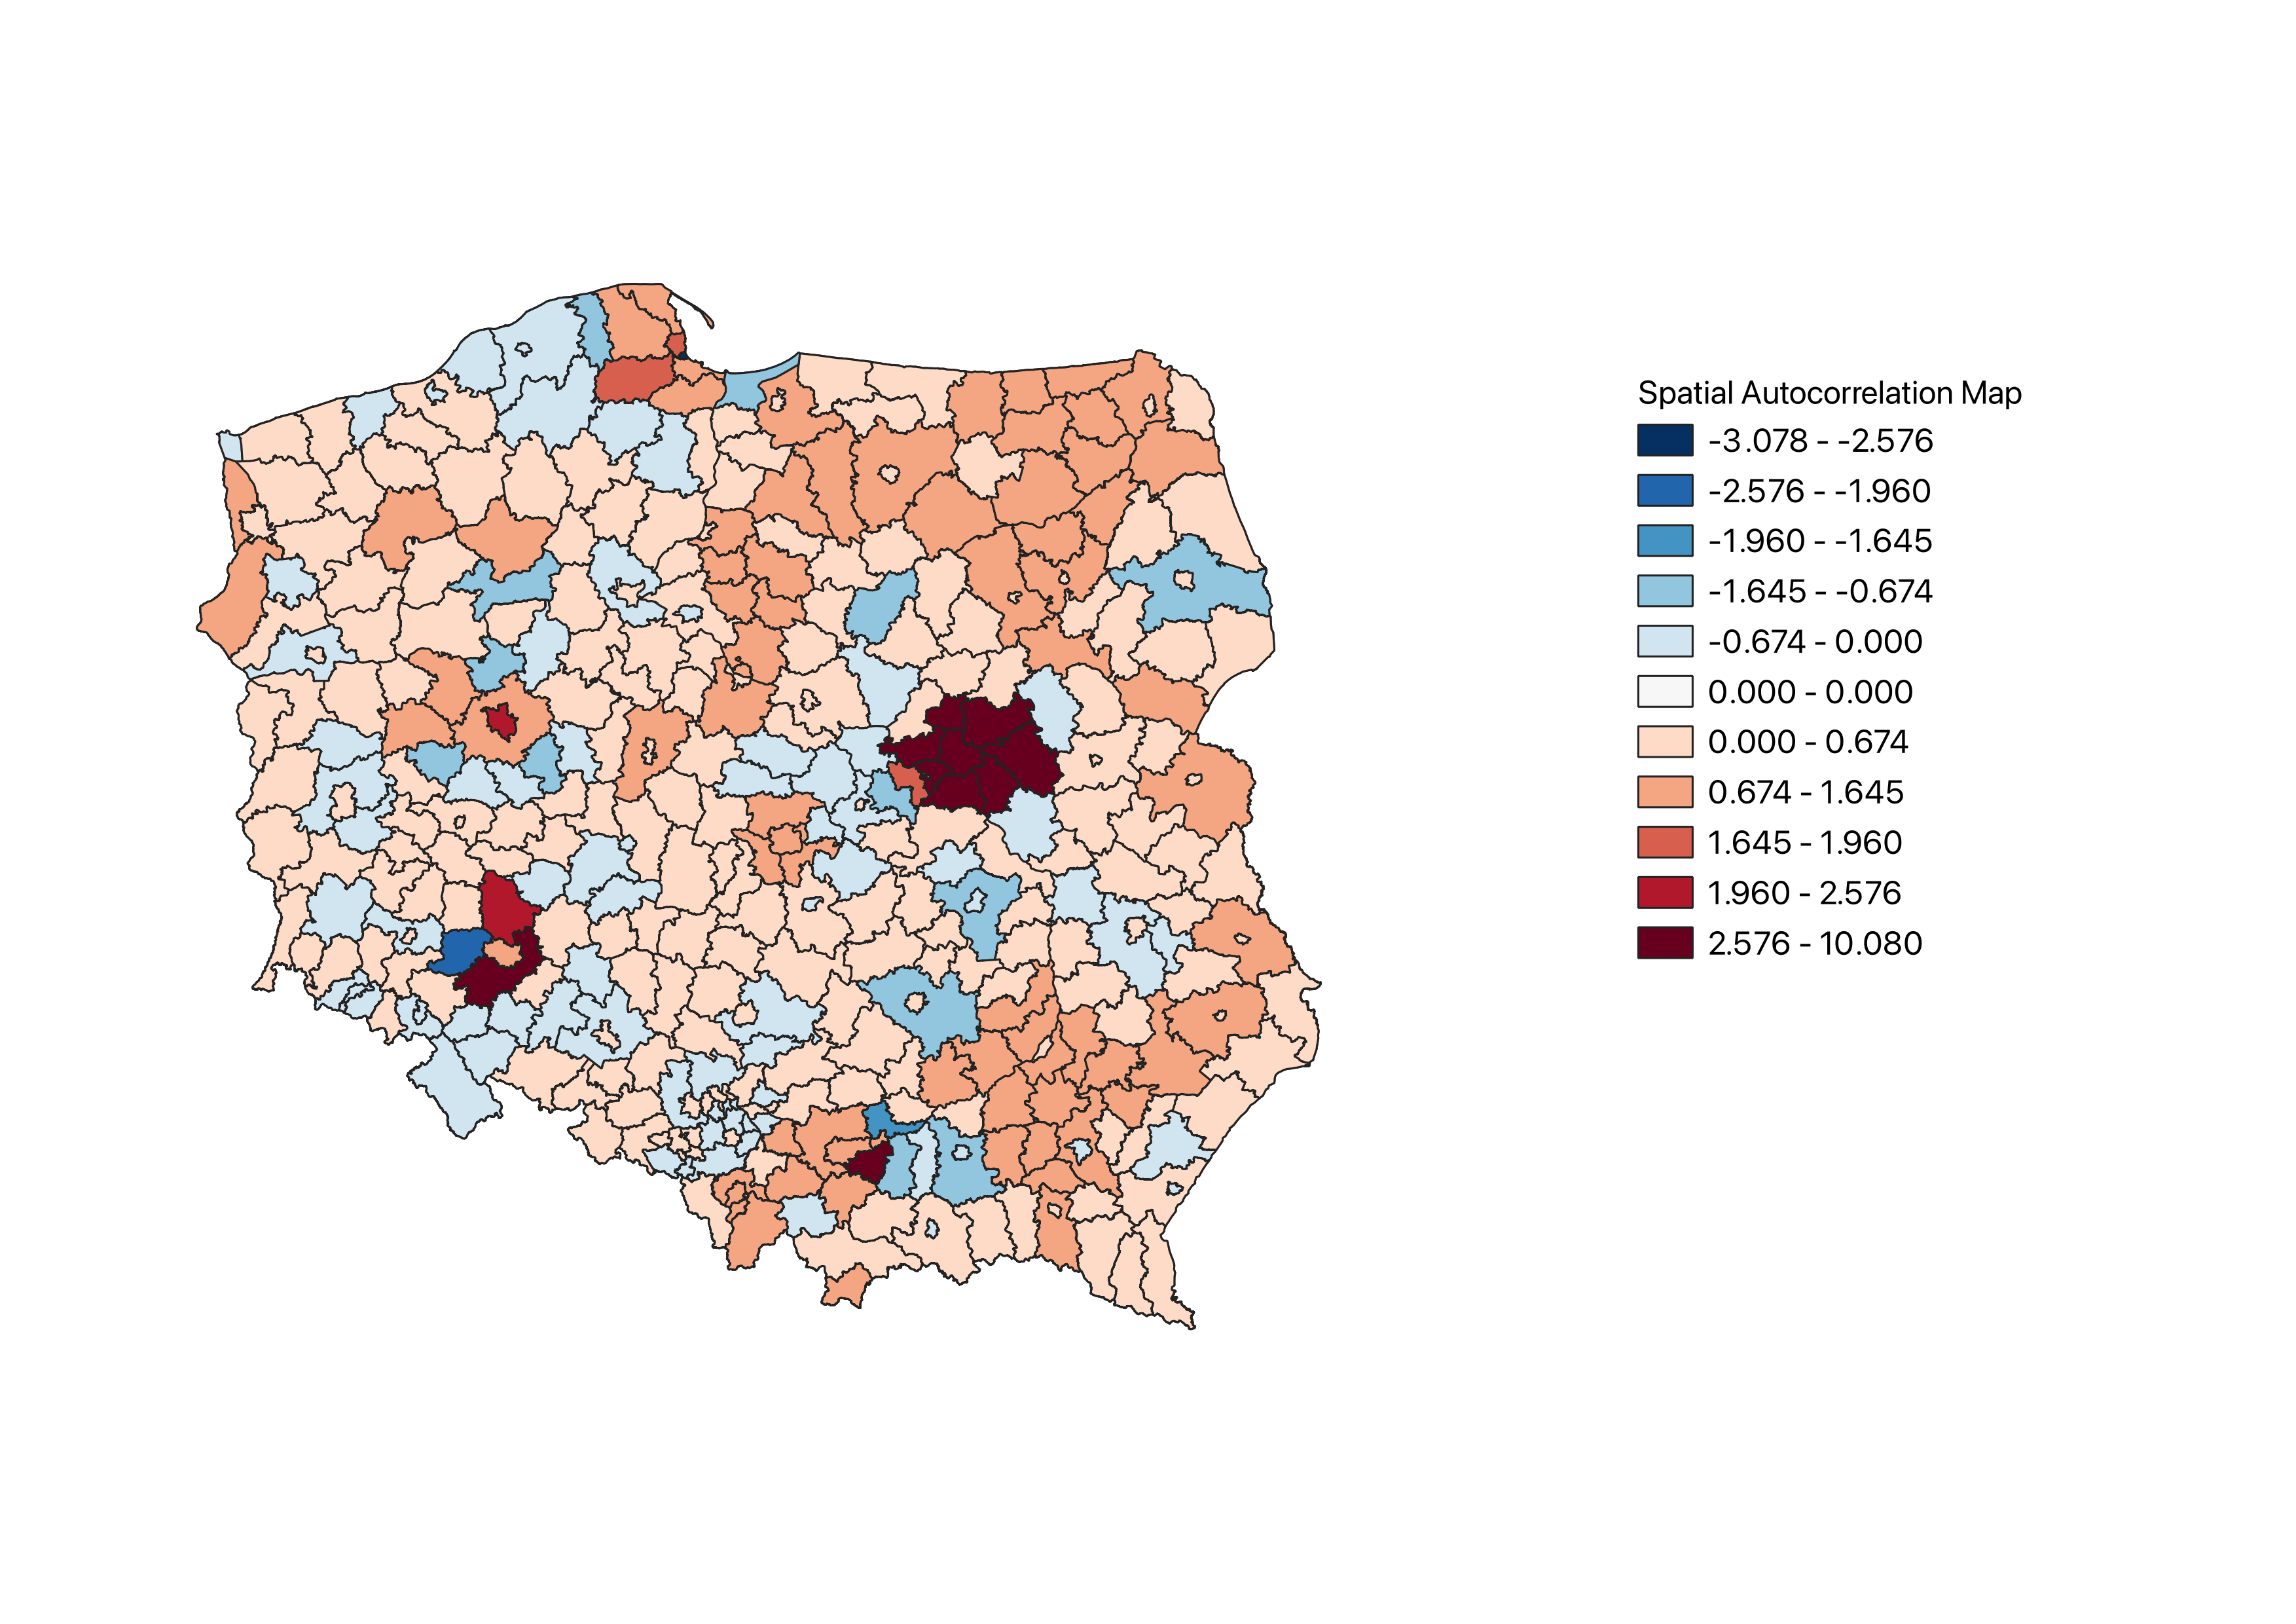 Spatial Autocorrelation Map
-3.078 - -2.576
-2.576 - -1.960
-1.960 - -1.645
-1.645 - -0.674
-0.674 - 0.000
0.000 - 0.000
0.000 - 0.674
0.674 - 1.645
1.645 - 1.960
1.960 - 2.576
2.576 - 10.080